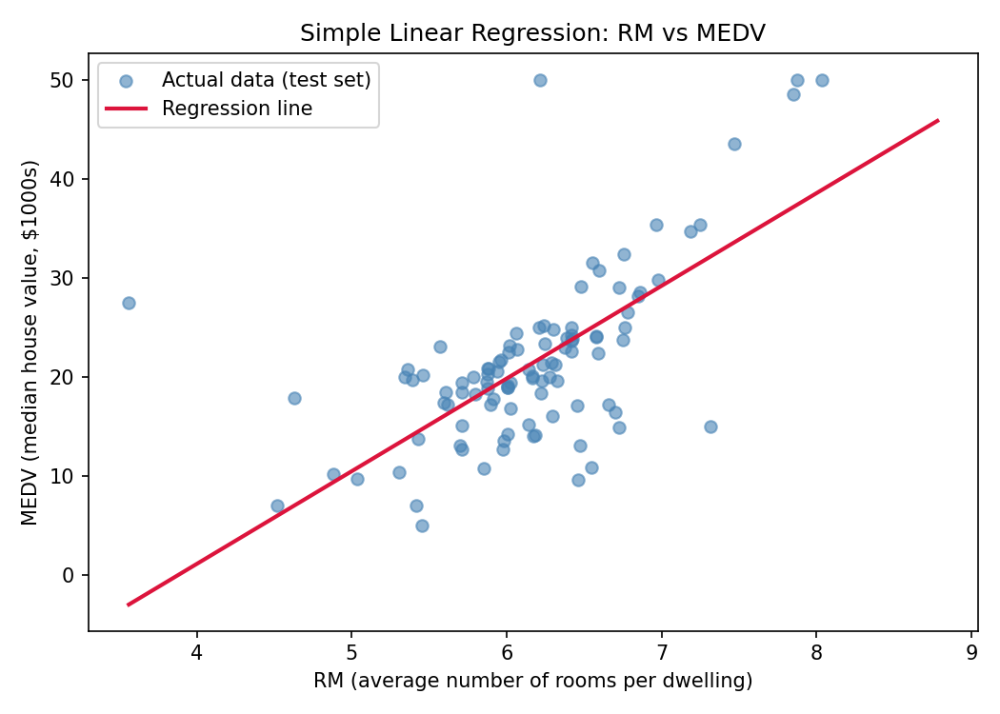 Simple Linear Regression: RM vs MEDV
Actual data (test set)
Regression line
MEDV (median house value, $1000s)
50
40
30
20
10
0
4 5 6 7 8 9
RM (average number of rooms per dwelling)